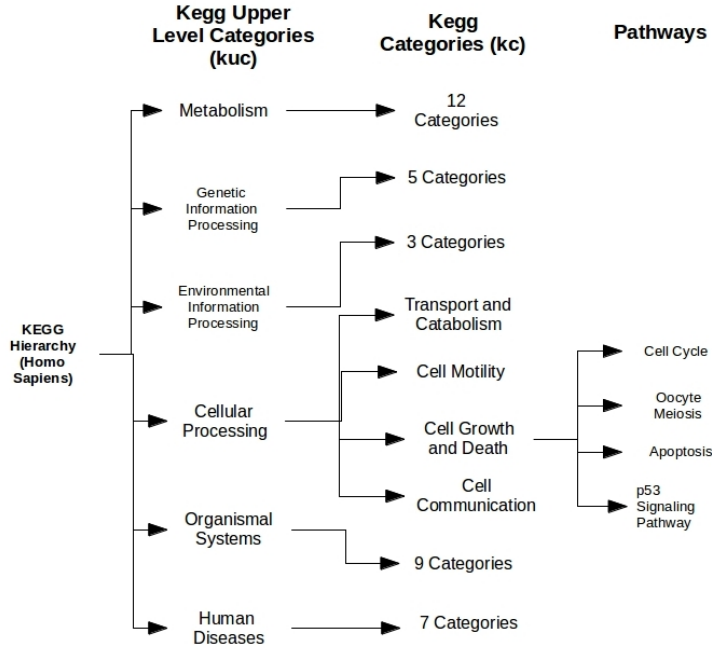 Kegg Upper
Level Categories
(kuc)
Kegg
Categories (kc)
Pathways
KEGG
Hierarchy
(Homo
Sapiens)
Metabolism
12
Categories
Genetic
Information
Processing
5 Categories
Environmental
Information
Processing
3 Categories
Cellular
Processing
Transport and
Catabolism
Cell Motility
Cell Growth
and Death
Cell
Communication
Cell Cycle
Oocyte
Meiosis
Apoptosis
p53
Signaling
Pathway
Organismal
Systems
9 Categories
Human
Diseases
7 Categories